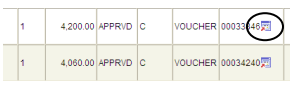 1 4,200.00 APPRVD C VOUCHER
1 4,060.00 APPRVD C VOUCHER 00034240